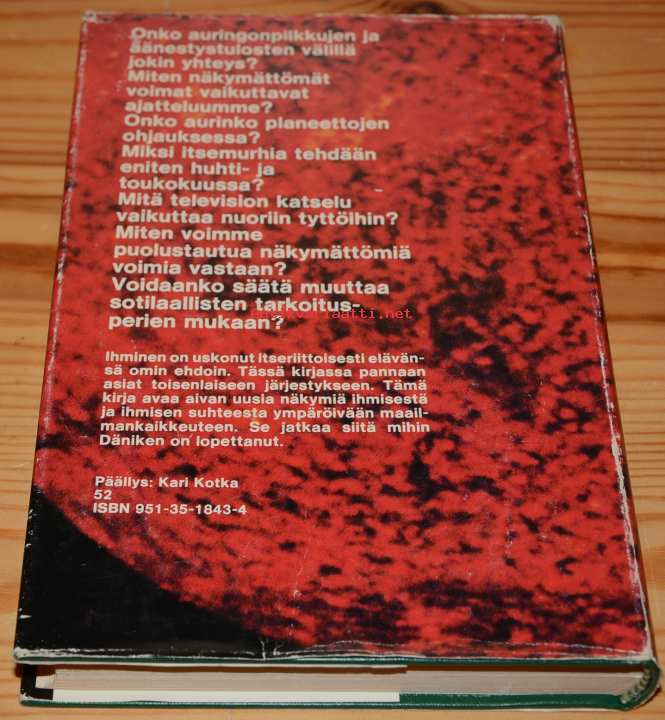 Onko auringonpilkkujen ja
äänestystulosten välillä
jokin yhteys?
Miten näkymättömät
voimat vaikuttavat
ajatteluumme?
Onko aurinko planeettojen
ohjauksessa?
Miksi itsemurhia tehdään
eniten huhti- ja
toukokuussa?
Mitä television katselu
vaikuttaa nuoriin tyttöihin?
Miten voimme
puolustautua näkymättömiä
voimia vastaan?
Voidaanko säätä muuttaa
sotilaallisten tarkoitus-
perien mukaan?
Ihminen on uskonut itseriittoisesti elävän-
sä omin ehdoin. Tässä kirjassa pannaan
asiat toisenlaiseen järjestykseen. Tämä
kirja avaa aivan uusia näkymiä ihmisestä
ja ihmisen suhteesta ympäröivään maail-
mankaikkeuteen. Se jatkaa siitä mihin
Däniken on lopettanut.
Päällys: Kari Kotka
52
ISBN 951-35-1843-4